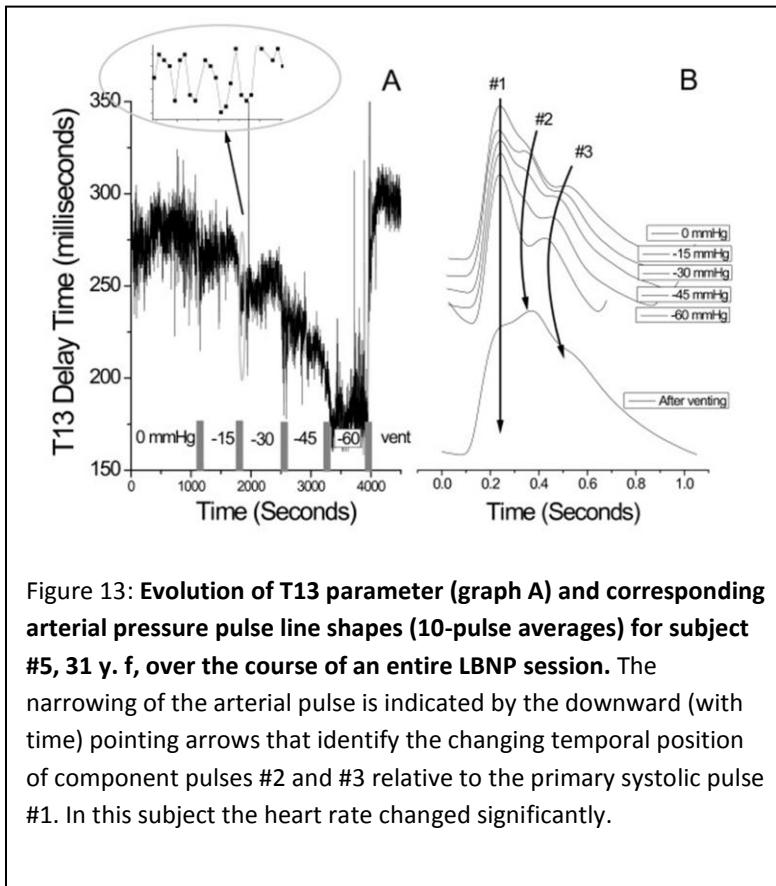 A
B
#1
#2
#3
350
300
250
200
150
T13 Delay Time (milliseconds)
0 mmHg
-15
-30
-45
-60
vent
0
1000
2000
3000
4000
Time (Seconds)
0 mmHg
-15 mmHg
-30 mmHg
-45 mmHg
-60 mmHg
After venting
0.0
0.2
0.4
0.6
0.8
1.0
Time (Seconds)
Figure 13: Evolution of T13 parameter (graph A) and corresponding
arterial pressure pulse line shapes (10-pulse averages) for subject
#5, 31 y. f, over the course of an entire LBNP session. The
narrowing of the arterial pulse is indicated by the downward (with
time) pointing arrows that identify the changing temporal position
of component pulses #2 and #3 relative to the primary systolic pulse
#1. In this subject the heart rate changed significantly.